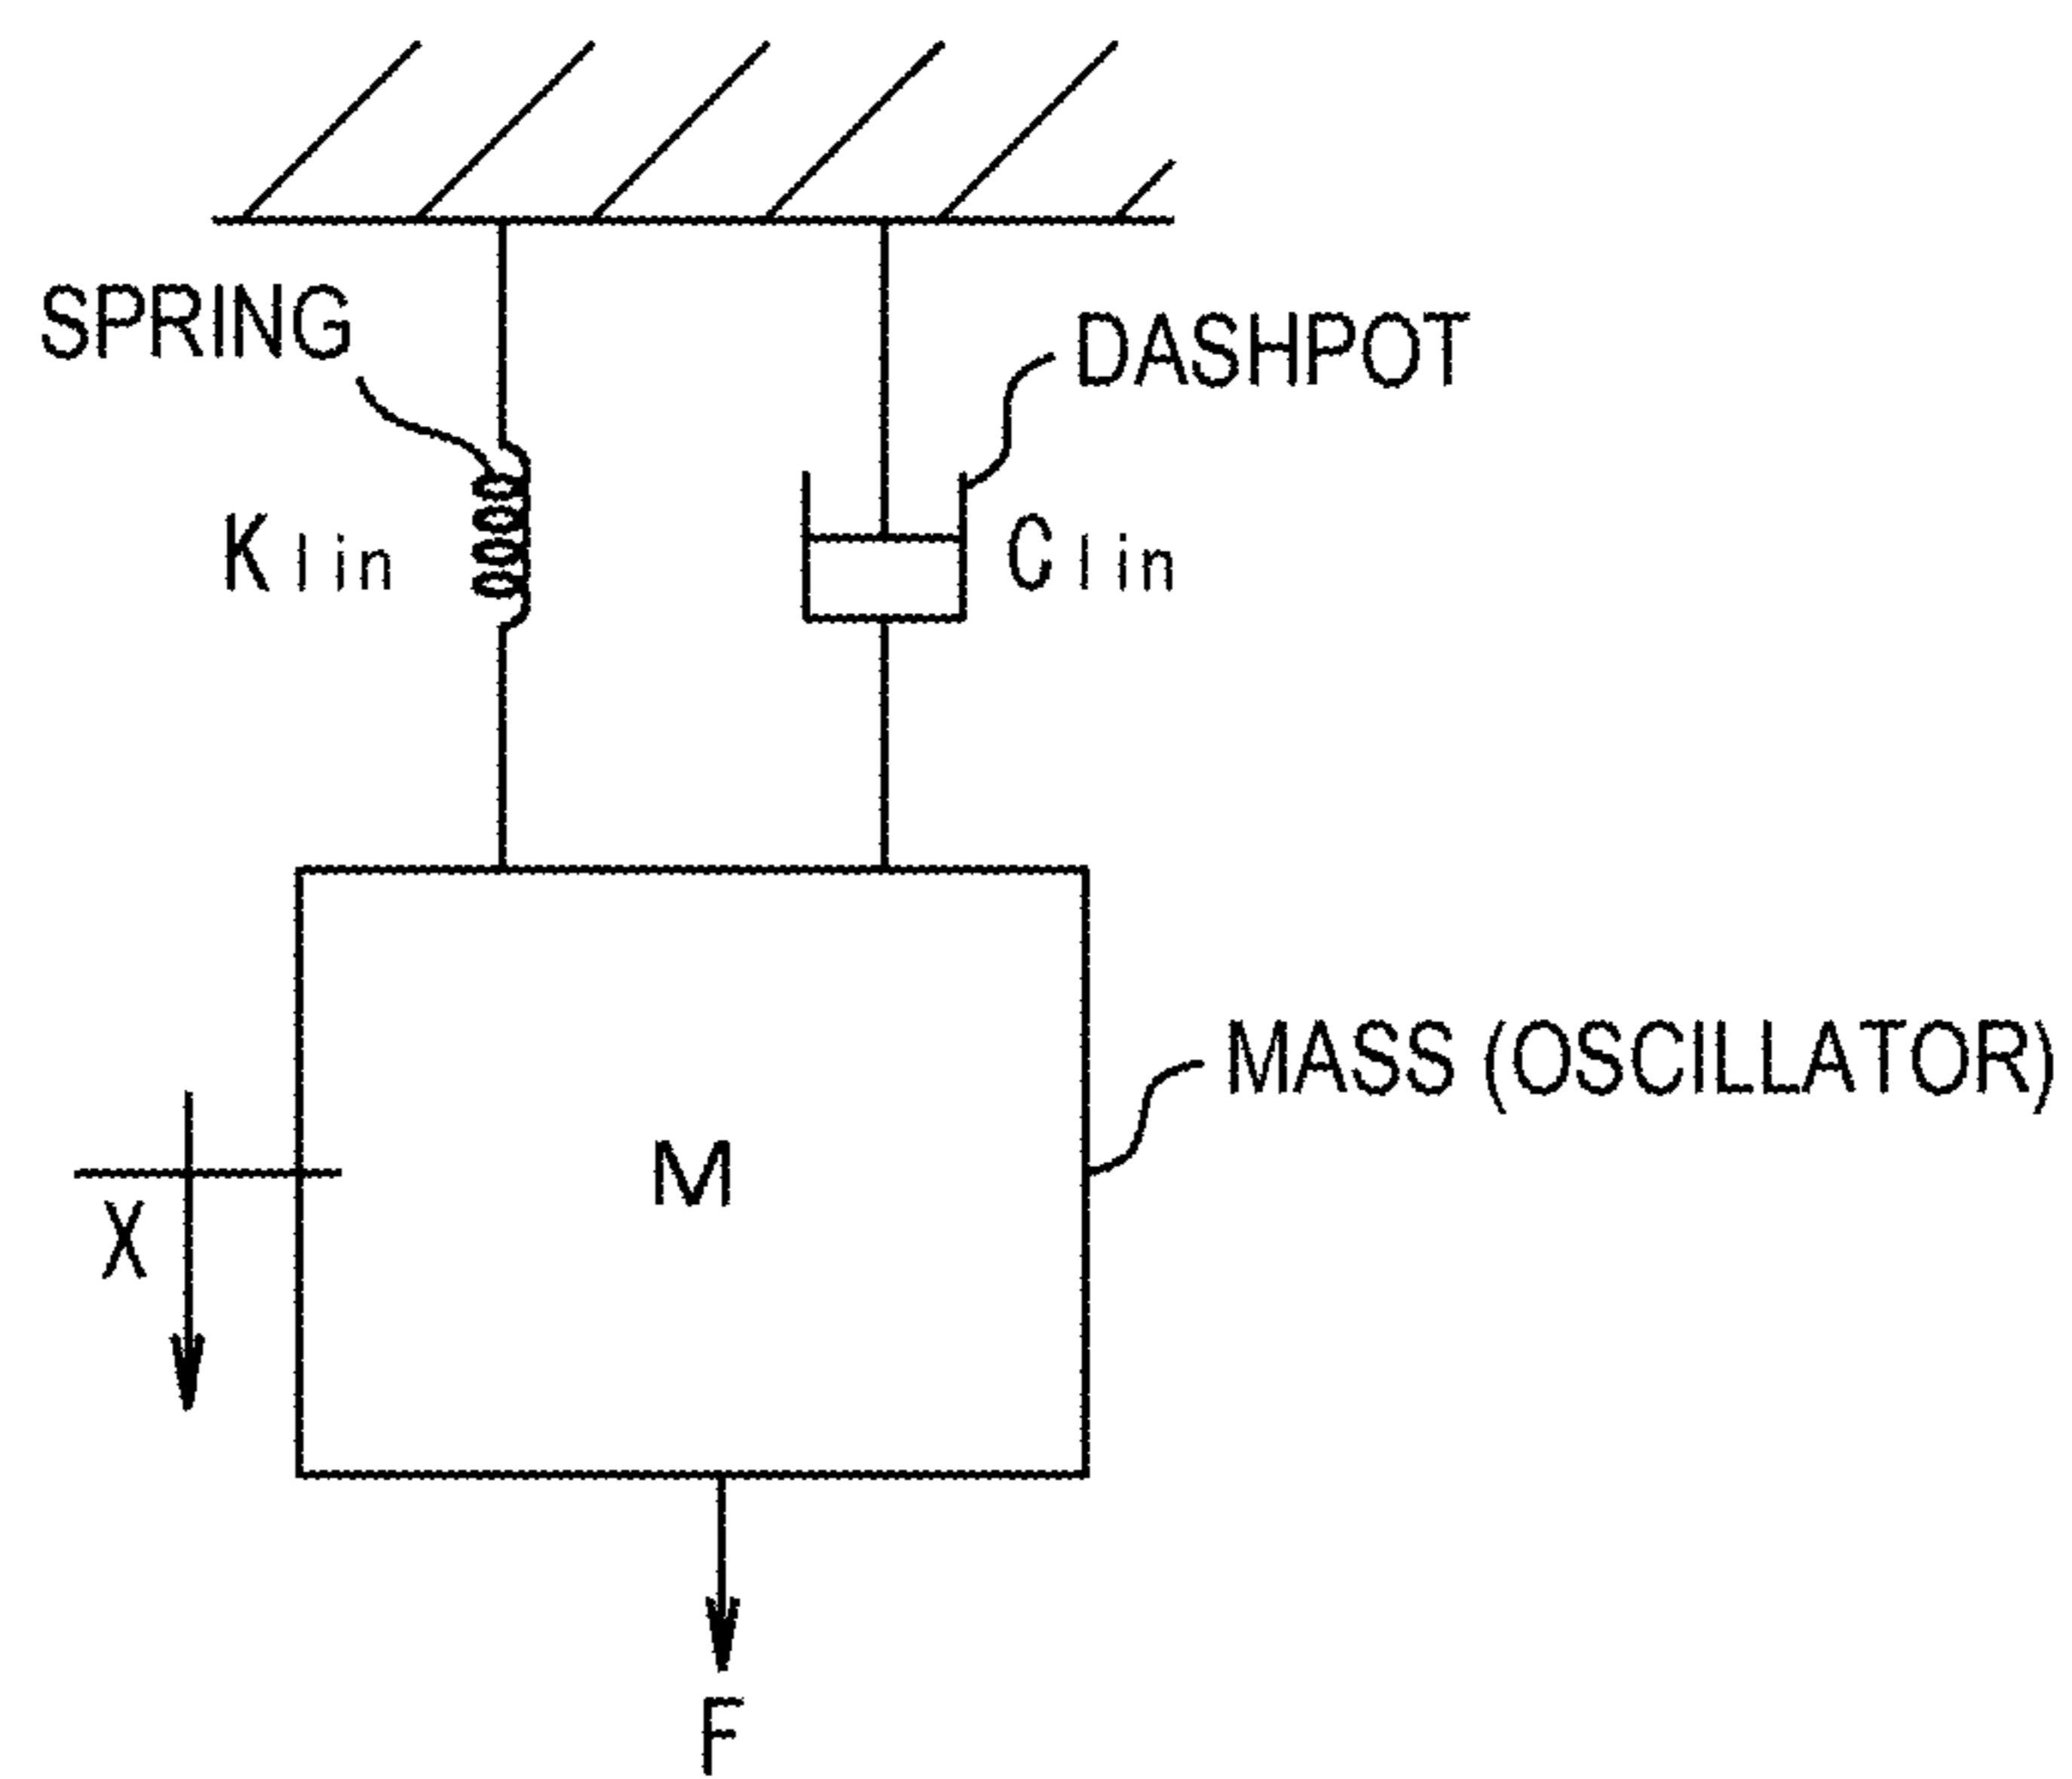 SPRING
DASHPOT
Klin
Clin
MASS (OSCILLATOR)
M
X
F